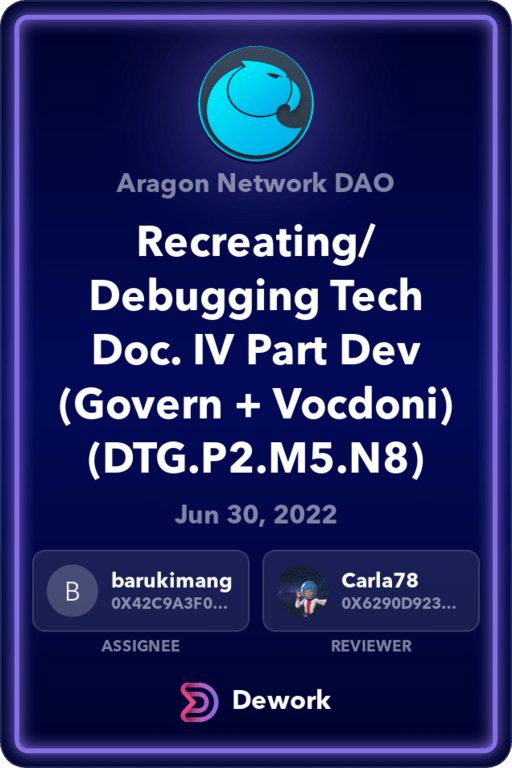 Aragon Network DAO
Recreating/
Debugging Tech
Doc. IV Part Dev
(Govern + Vocdoni)
(DTG.P2.M5.N8)
Jun 30, 2022
B
barukimang
0X42C9A3F0...
Carla78
0X6290D923...
ASSIGNEE
REVIEWER
Dework